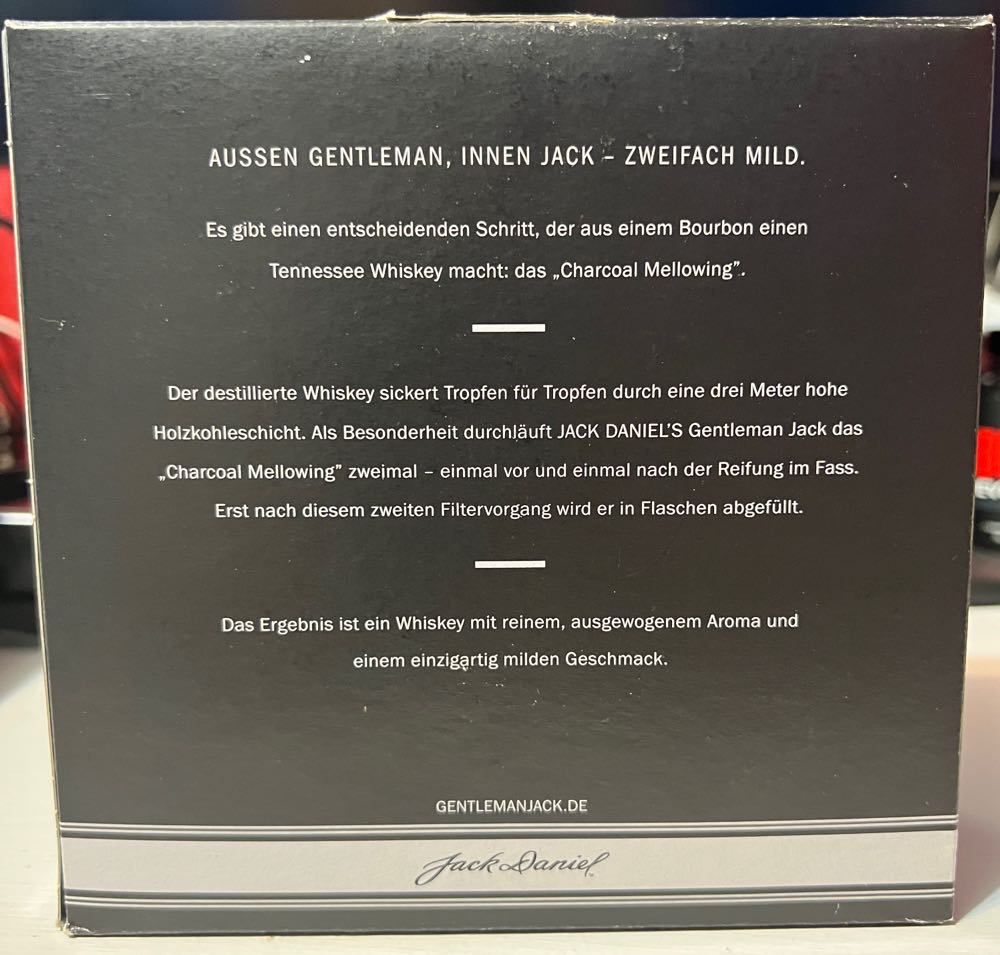 AUSSEN GENTLEMAN, INNEN JACK – ZWEIFACH MILD.
Es gibt einen entscheidenden Schritt, der aus einem Bourbon einen
Tennessee Whiskey macht: das „Charcoal Mellowing”.
Der destillierte Whiskey sickert Tropfen für Tropfen durch eine drei Meter hohe
Holzkohleschicht. Als Besonderheit durchläuft JACK DANIEL'S Gentleman Jack das
„Charcoal Mellowing” zweimal – einmal vor und einmal nach der Reifung im Fass.
Erst nach diesem zweiten Filtervorgang wird er in Flaschen abgefüllt.
Das Ergebnis ist ein Whiskey mit reinem, ausgewogenem Aroma und
einem einzigartig milden Geschmack.
GENTLEMANJACK.DE
Jack Daniel